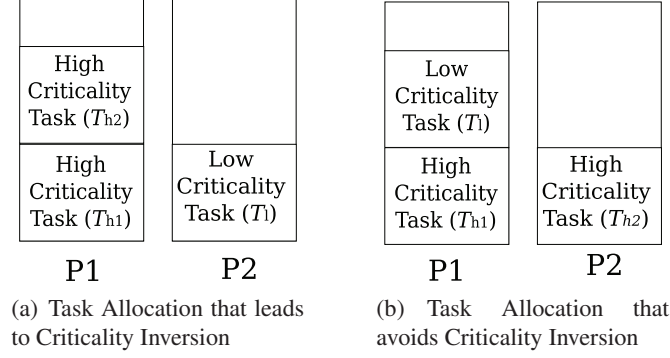 High
Criticality
Task (Th2)
High
Criticality
Task (Th1)
P1
Low
Criticality
Task (Tl)
P2
(a) Task Allocation that leads
to Criticality Inversion
Low
Criticality
Task (Tl)
High
Criticality
Task (Th1)
P1
High
Criticality
Task (Th2)
P2
(b) Task Allocation that
avoids Criticality Inversion